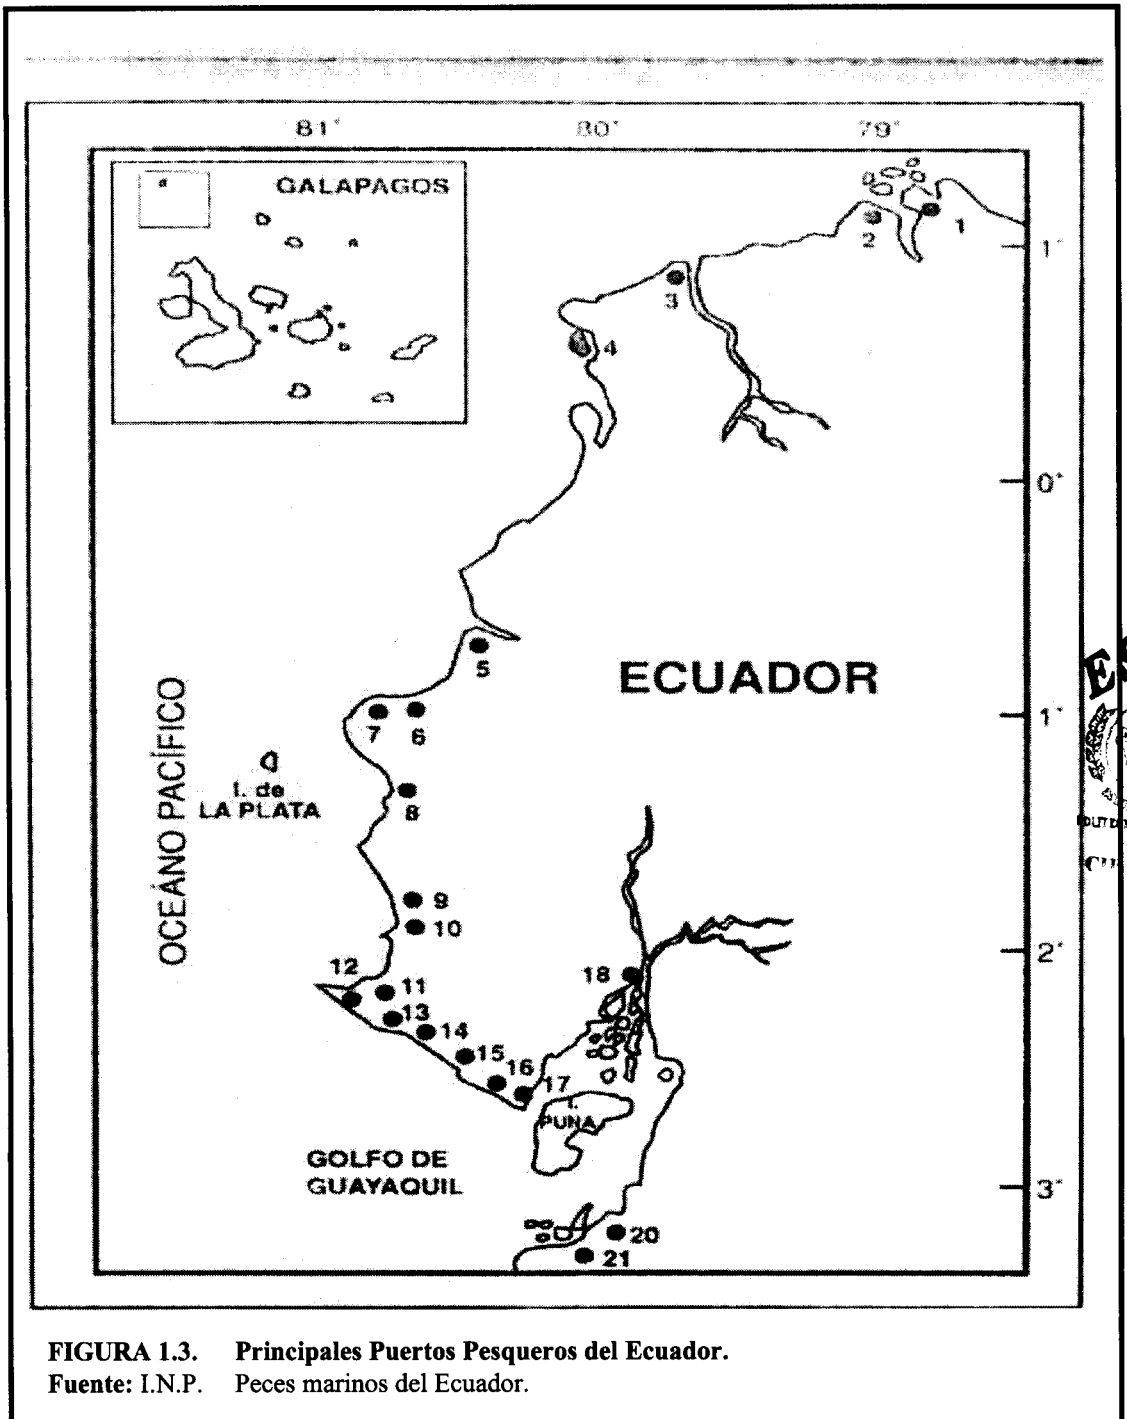 81° 80° 79°
GALAPAGOS
1
2
1°
3
4
0°
5
ECUADOR
7 6
1°
OCEÁNO PACÍFICO
I. de
LA PLATA
8
9
10
2°
12
11
18
13
14
15
16
17
I.
PUNA
GOLFO DE
GUAYAQUIL
3°
20
21
FIGURA 1.3. Principales Puertos Pesqueros del Ecuador.
Fuente: I.N.P. Peces marinos del Ecuador.